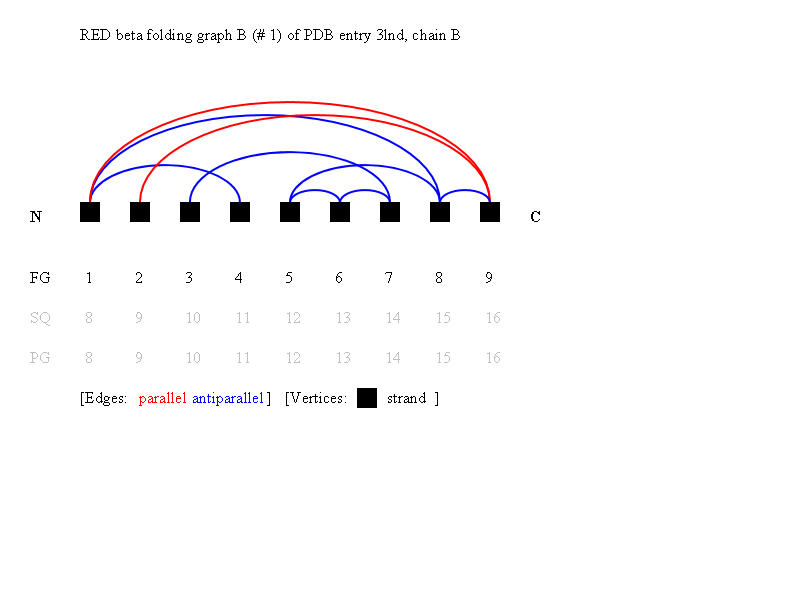 RED beta folding graph B (# 1) of PDB entry 3lnd, chain B
N C
FG 1 2 3 4 5 6 7 8 9
SQ 8 9 10 11 12 13 14 15 16
PG 8 9 10 11 12 13 14 15 16
[Edges: parallel antiparallel ] [Vertices: strand ]